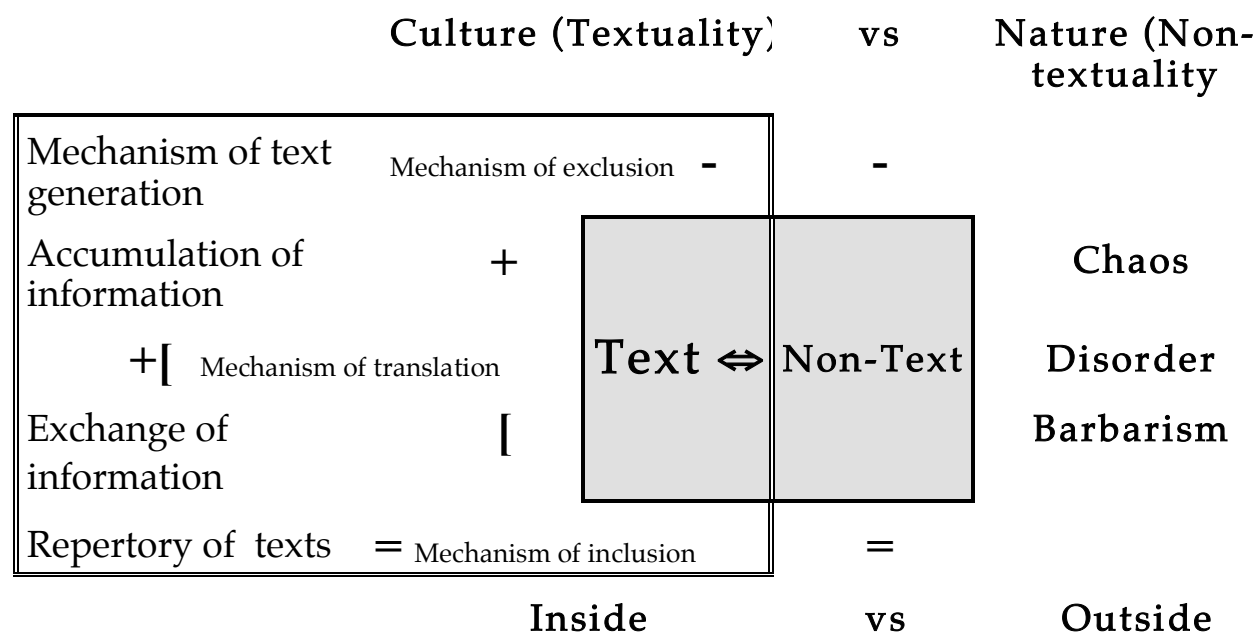 Culture (Textuality) vs Nature (Non-
textuality
Mechanism of text
generation
Mechanism of exclusion - -
Accumulation of
information
+
Chaos
+[ Mechanism of translation
Text ⇔ Non-Text
Disorder
Exchange of
information
[
Barbarism
Repertory of texts = Mechanism of inclusion =
Inside vs Outside